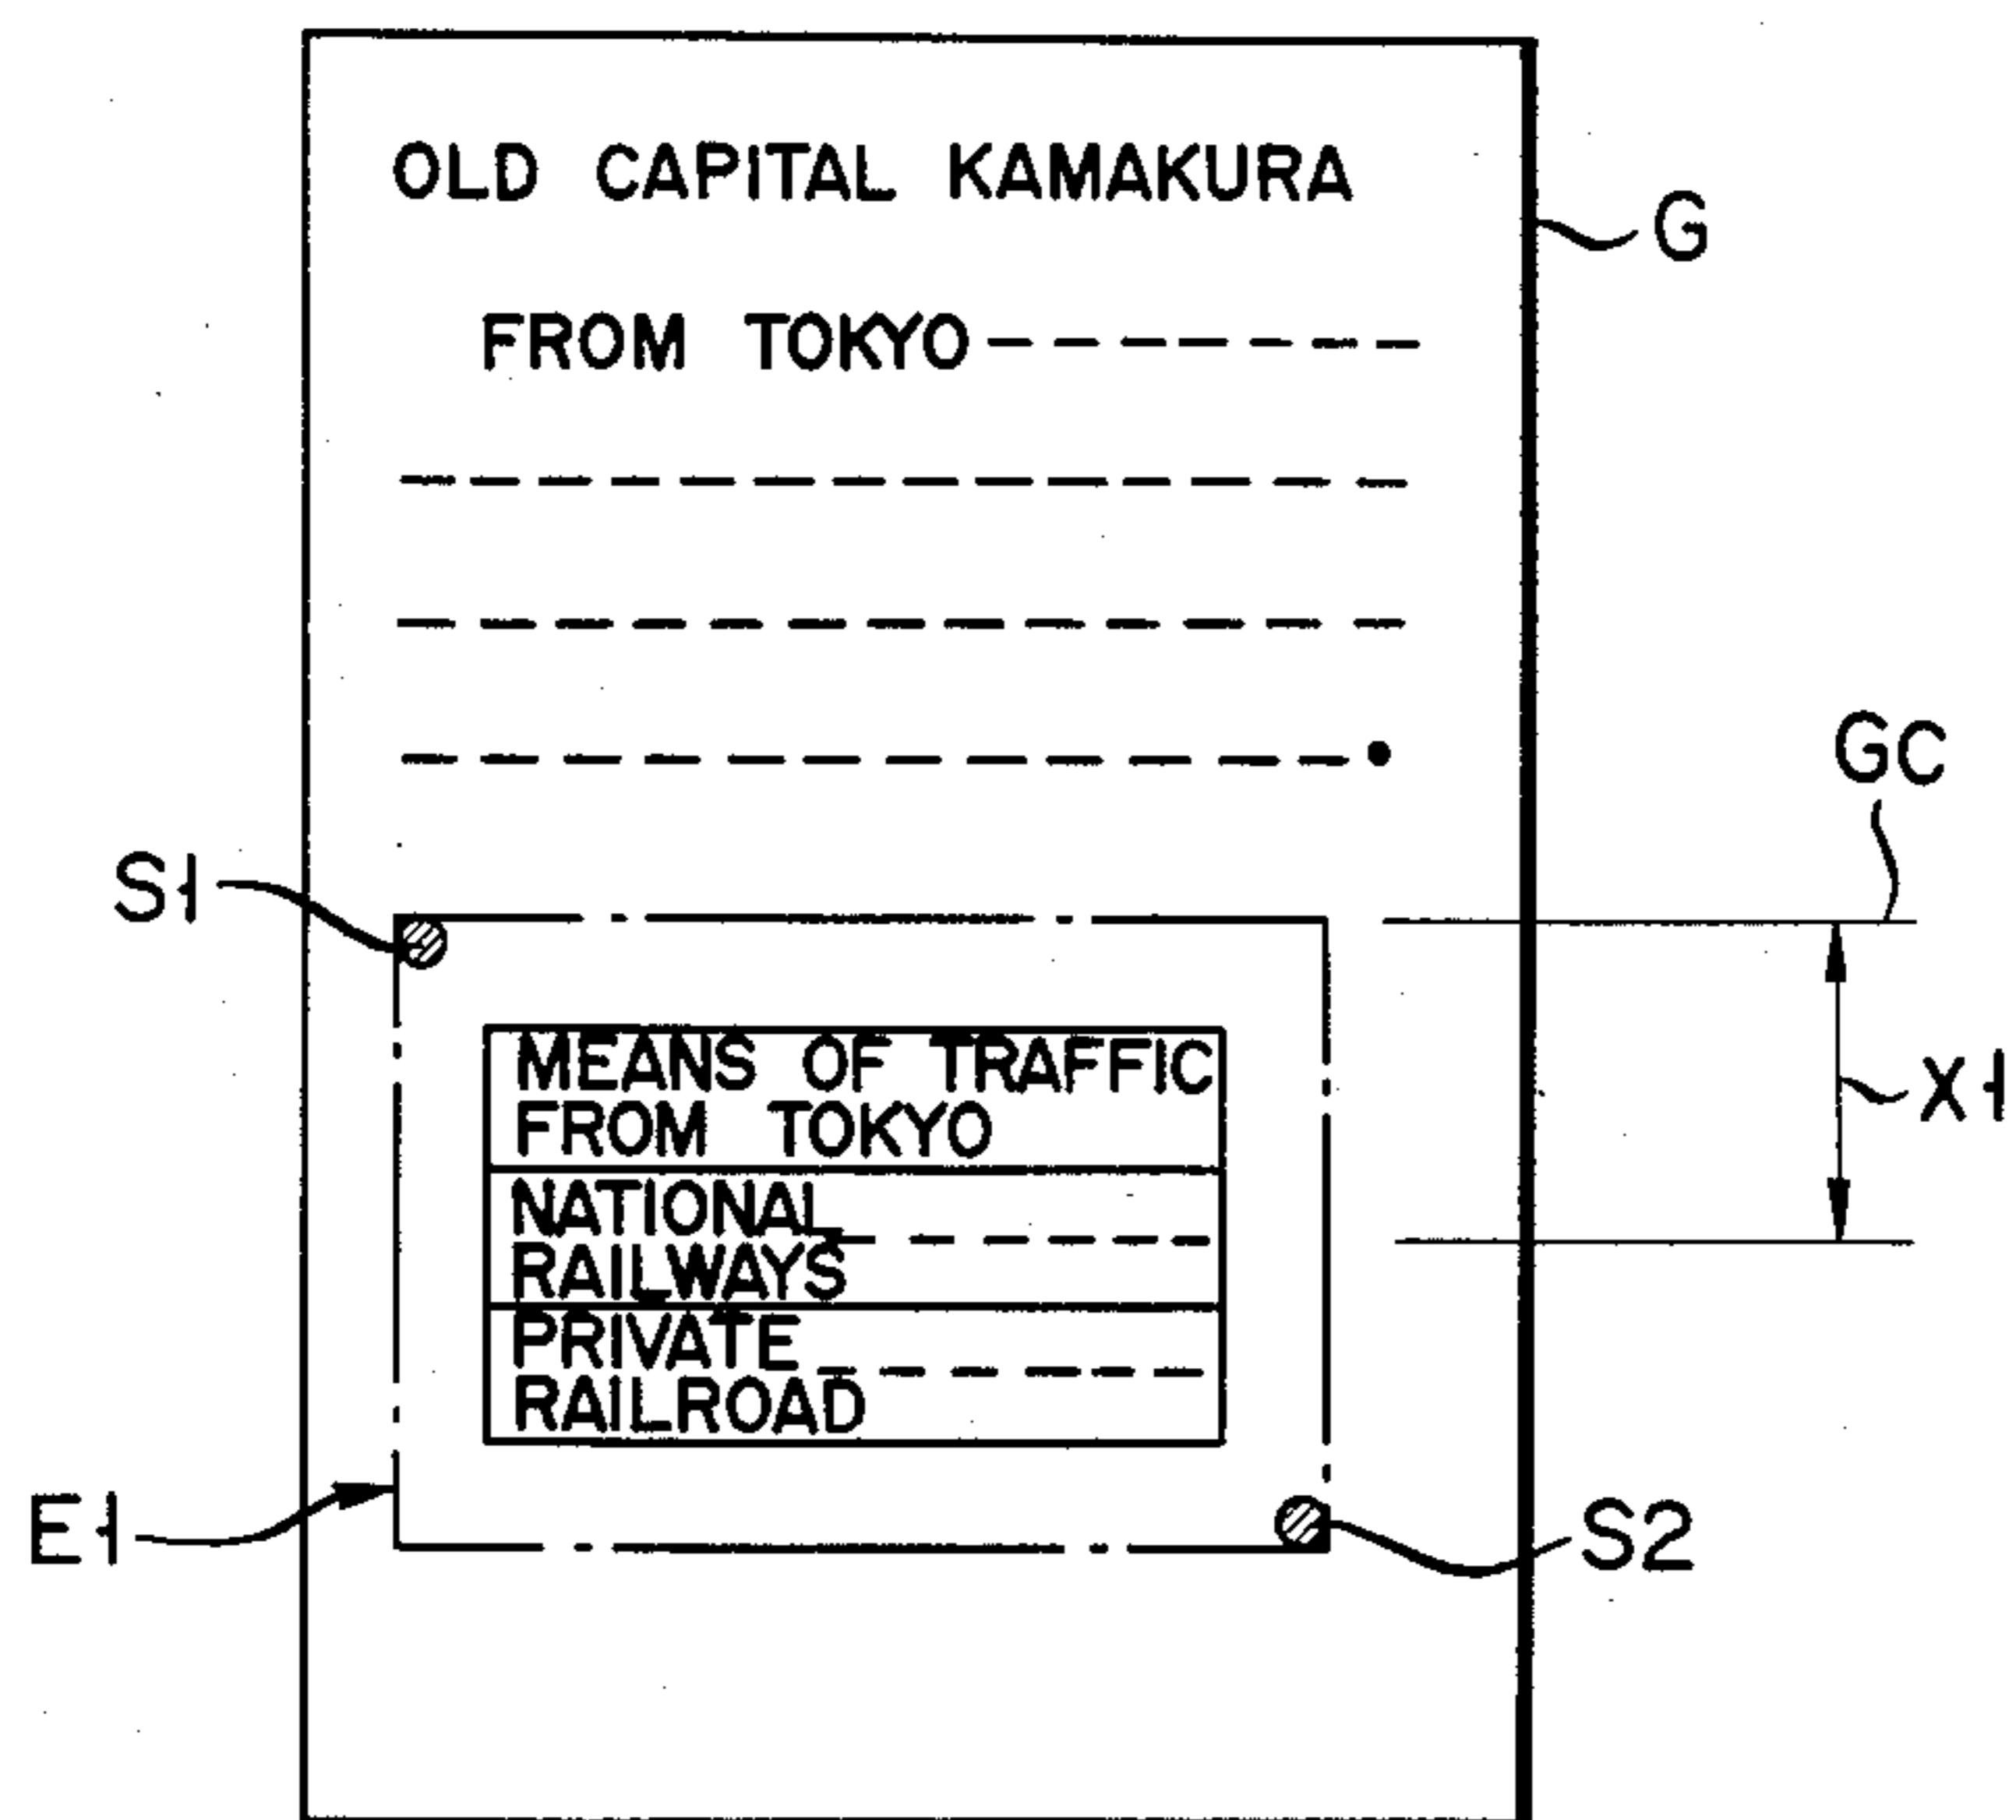 OLD CAPITAL KAMAKURA
G
FROM TOKYO
GC
S1
X1
MEANS OF TRAFFIC
FROM TOKYO
NATIONAL
RAILWAYS
PRIVATE
RAILROAD
E1
S2